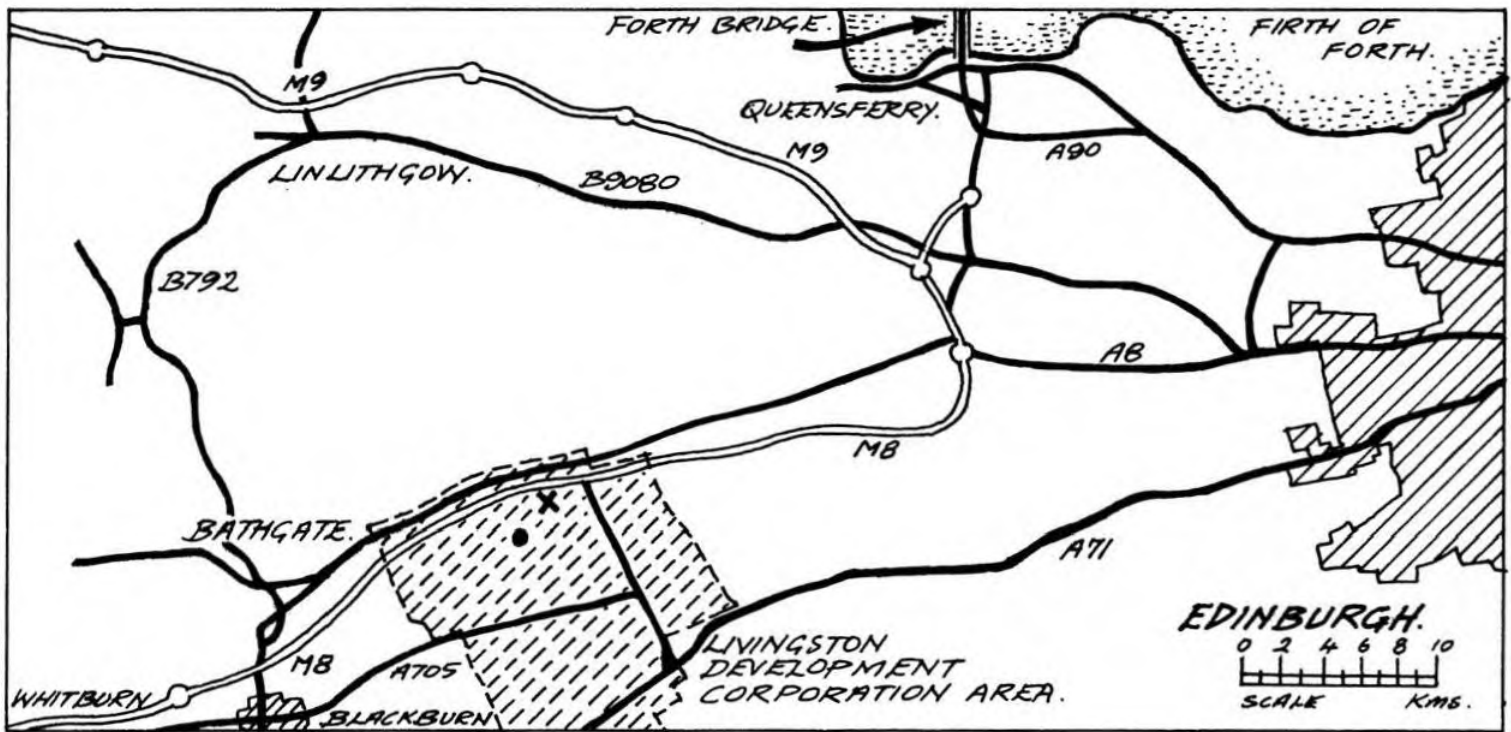 FORTH BRIDGE.
FIRTH OF
FORTH.
M9
QUEENSFERRY.
M9
A90
LINLITHGOW.
B9080
B792
A8
M8
BATHGATE.
A71
EDINBURGH.
0 2 4 6 8 10
SCALE KMS.
LIVINGSTON
DEVELOPMENT
CORPORATION AREA.
M8
A705
WHITBURN
BLACKBURN